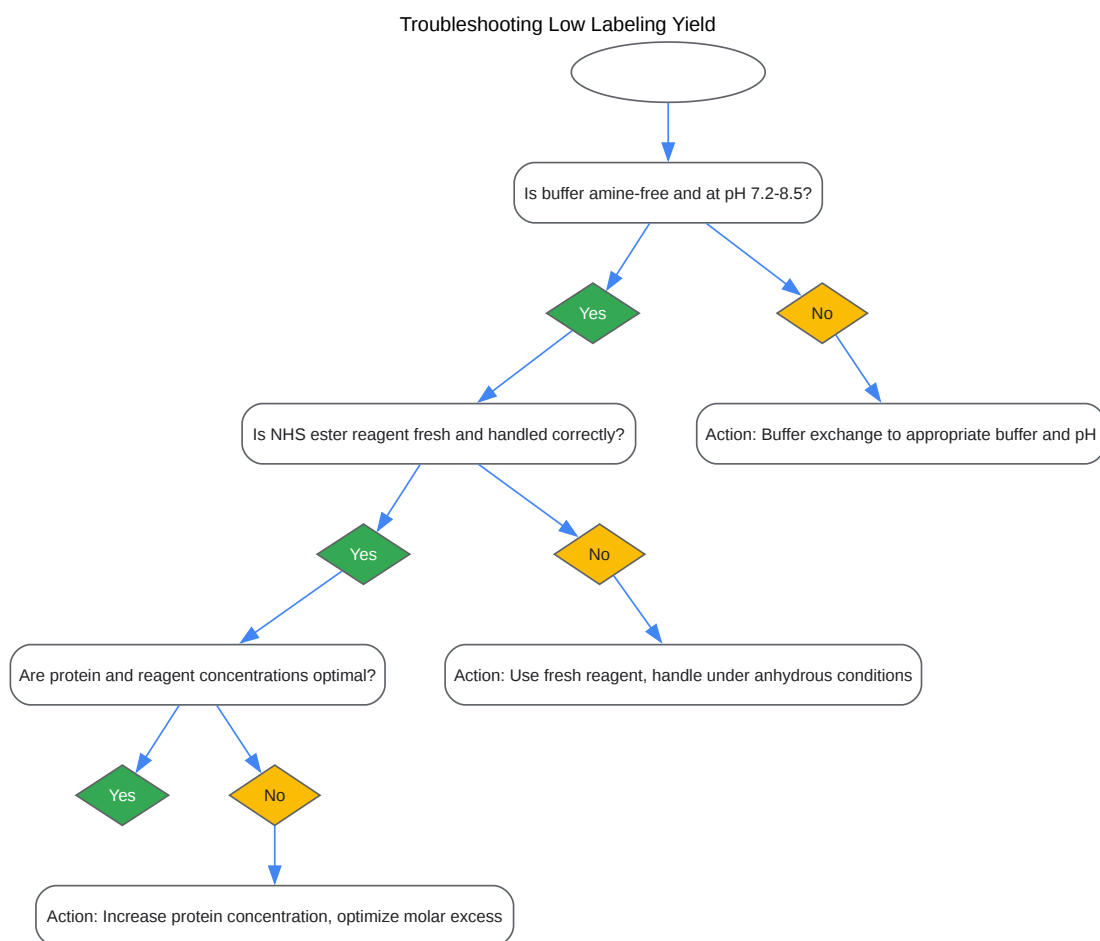 Troubleshooting Low Labeling Yield
Is buffer amine-free and at pH 7.2-8.5?
Yes
No
Is NHS ester reagent fresh and handled correctly?
Action: Buffer exchange to appropriate buffer and pH
Yes
No
Are protein and reagent concentrations optimal?
Action: Use fresh reagent, handle under anhydrous conditions
Yes
No
Action: Increase protein concentration, optimize molar excess